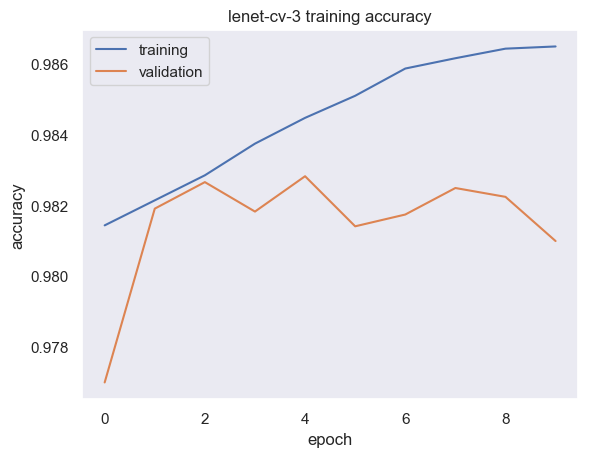 lenet-cv-3 training accuracy
training
validation
0.986
0.984
0.982
0.980
0.978
accuracy
0 2 4 6 8
epoch